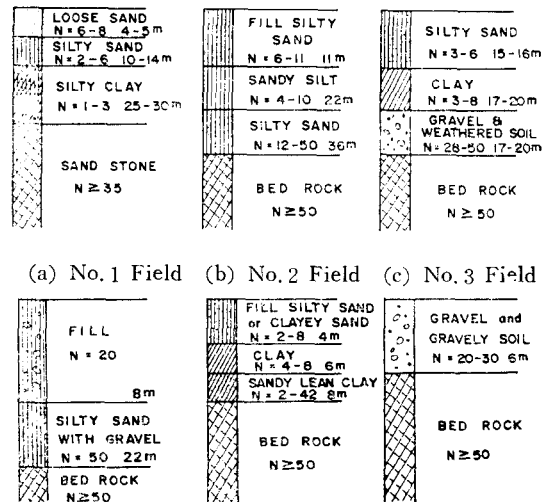 LOOSE SAND
N=6-8 4-5m
SILTY SAND
N=2-6 10-14m
SILTY CLAY
N=1-3 25-30m
SAND STONE
N≥35
(a) No. 1 Field
FILL SILTY
SAND
N=6-11 11m
SANDY SILT
N=4-10 22m
SILTY SAND
N=12-50 36m
BED ROCK
N≥50
(b) No. 2 Field
SILTY SAND
N=3-6 15-16m
CLAY
N=3-8 17-20m
GRAVEL &
WEATHERED SOIL
N=28-50 17-20m
BED ROCK
N≥50
(c) No. 3 Field
FILL
N=20
8m
SILTY SAND
WITH GRAVEL
N=50 22m
BED ROCK
N≥50
FILL SILTY SAND
or CLAYEY SAND
N=2-8 4m
CLAY
N=4-8 6m
SANDY LEAN CLAY
N=2-42 8m
BED ROCK
N≥50
GRAVEL and
GRAVELY SOIL
N=20-30 6m
BED ROCK
N≥50